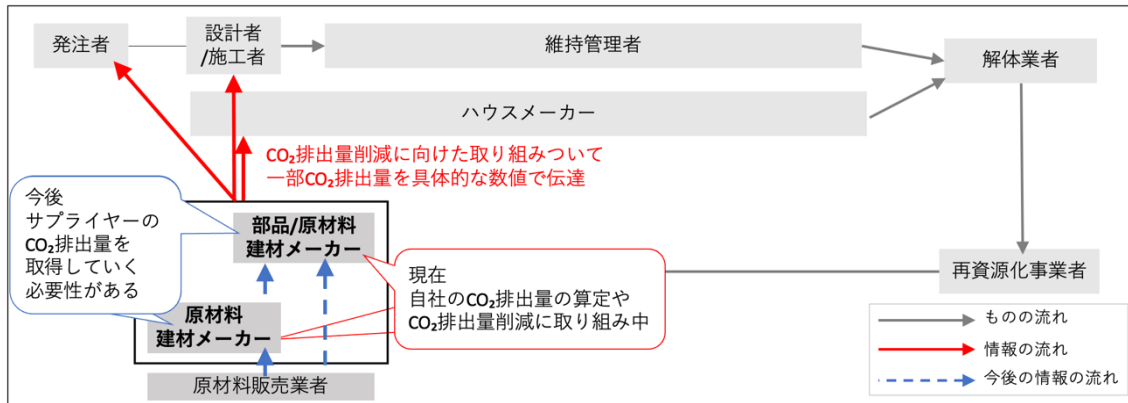 発注者
設計者
/施工者
維持管理者
解体業者
ハウスメーカー
CO₂排出量削減に向けた取り組みついて
一部CO₂排出量を具体的な数値で伝達
今後
サプライヤーの
CO₂排出量を
取得していく
必要性がある
部品/原材料
建材メーカー
現在
自社のCO₂排出量の算定や
CO₂排出量削減に取り組み中
再資源化事業者
原材料
建材メーカー
原材料販売業者
ものの流れ
情報の流れ
今後の情報の流れ